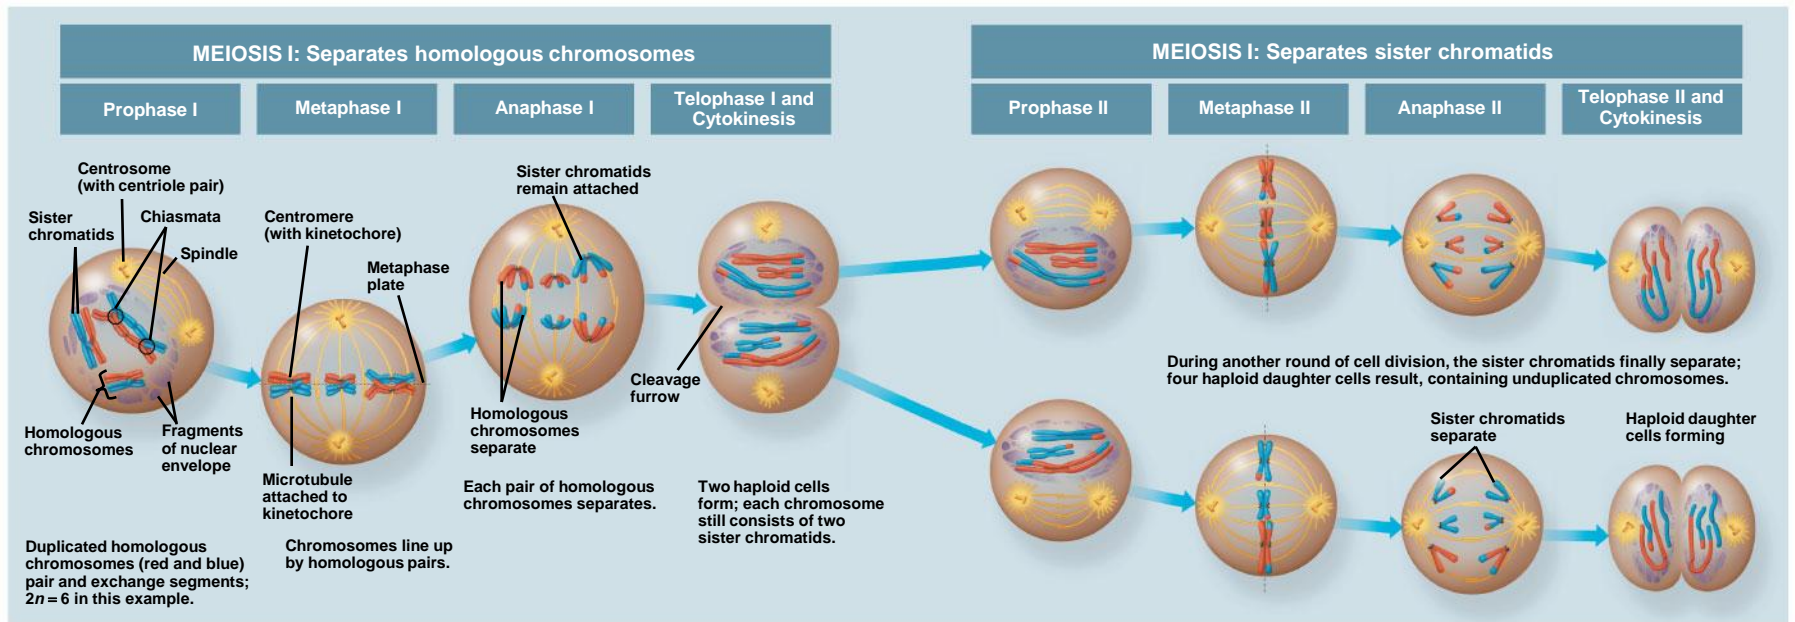 MEIOSIS I: Separates homologous chromosomes
Prophase I
Metaphase I
Anaphase I
Telophase I and
Cytokinesis
Centrosome
(with centriole pair)
Sister
chromatids
Chiasmata
Spindle
Homologous
chromosomes
Fragments
of nuclear
envelope
Duplicated homologous
chromosomes (red and blue)
pair and exchange segments;
2n = 6 in this example.
Centromere
(with kinetochore)
Metaphase
plate
Microtubule
attached to
kinetochore
Chromosomes line up
by homologous pairs.
Sister chromatids
remain attached
Homologous
chromosomes
separate
Each pair of homologous
chromosomes separates.
Cleavage
furrow
Two haploid cells
form; each chromosome
still consists of two
sister chromatids.
MEIOSIS I: Separates sister chromatids
Prophase II
Metaphase II
Anaphase II
Telophase II and
Cytokinesis
During another round of cell division, the sister chromatids finally separate;
four haploid daughter cells result, containing unduplicated chromosomes.
Sister chromatids
separate
Haploid daughter
cells forming